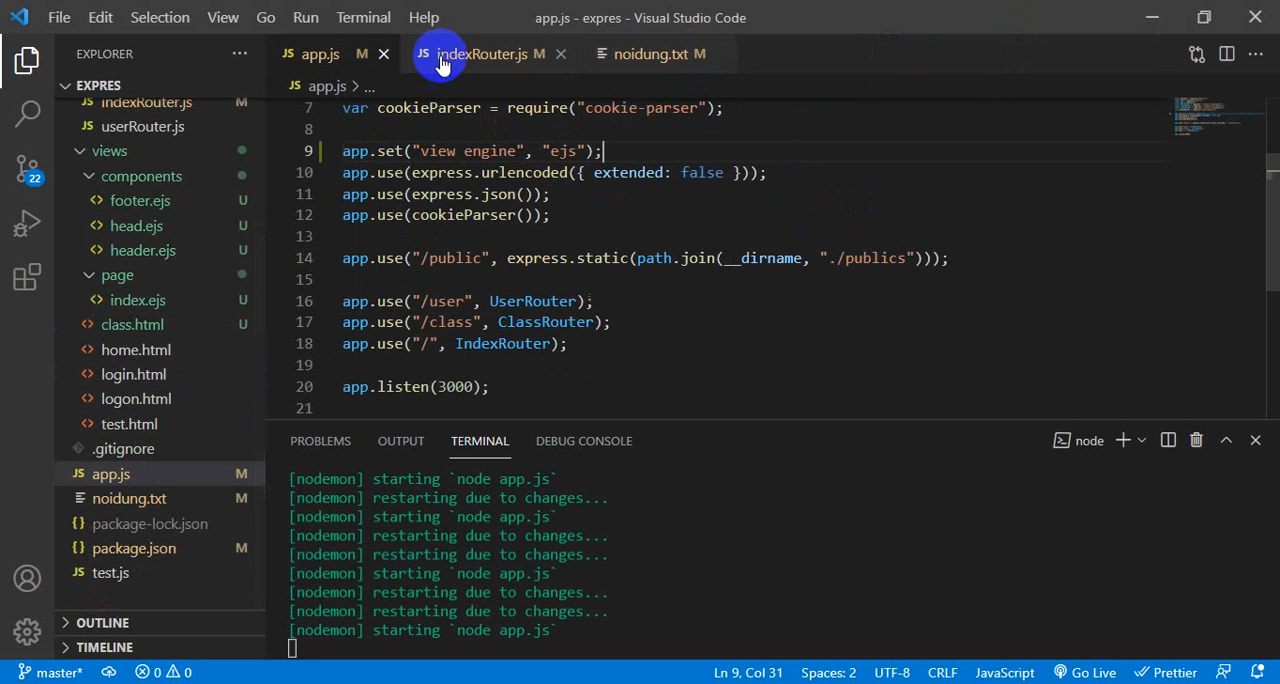 File Edit Selection View Go Run Terminal Help app.js - expres - Visual Studio Code
EXPLORER
JS app.js M
JS indexRouter.js M
noidung.txt M
EXPRES
JS app.js > ...
JS indexRouter.js M
JS userRouter.js
views
components
<> footer.ejs U
<> head.ejs U
<> header.ejs U
page
<> index.ejs U
<> class.html U
<> home.html
<> login.html
<> logon.html
<> test.html
.gitignore
JS app.js M
noidung.txt M
{} package-lock.json
{} package.json M
JS test.js
OUTLINE
TIMELINE
22
7 var cookieParser = require("cookie-parser");
8
9 app.set("view engine", "ejs");
10 app.use(express.urlencoded({ extended: false }));
11 app.use(express.json());
12 app.use(cookieParser());
13
14 app.use("/public", express.static(path.join(__dirname, "./publics")));
15
16 app.use("/user", UserRouter);
17 app.use("/class", ClassRouter);
18 app.use("/", IndexRouter);
19
20 app.listen(3000);
21
PROBLEMS OUTPUT TERMINAL DEBUG CONSOLE node
[nodemon] starting `node app.js`
[nodemon] restarting due to changes...
[nodemon] starting `node app.js`
[nodemon] restarting due to changes...
[nodemon] restarting due to changes...
[nodemon] starting `node app.js`
[nodemon] restarting due to changes...
[nodemon] restarting due to changes...
[nodemon] starting `node app.js`
master* 0 0 Ln 9, Col 31 Spaces: 2 UTF-8 CRLF JavaScript Go Live Prettier